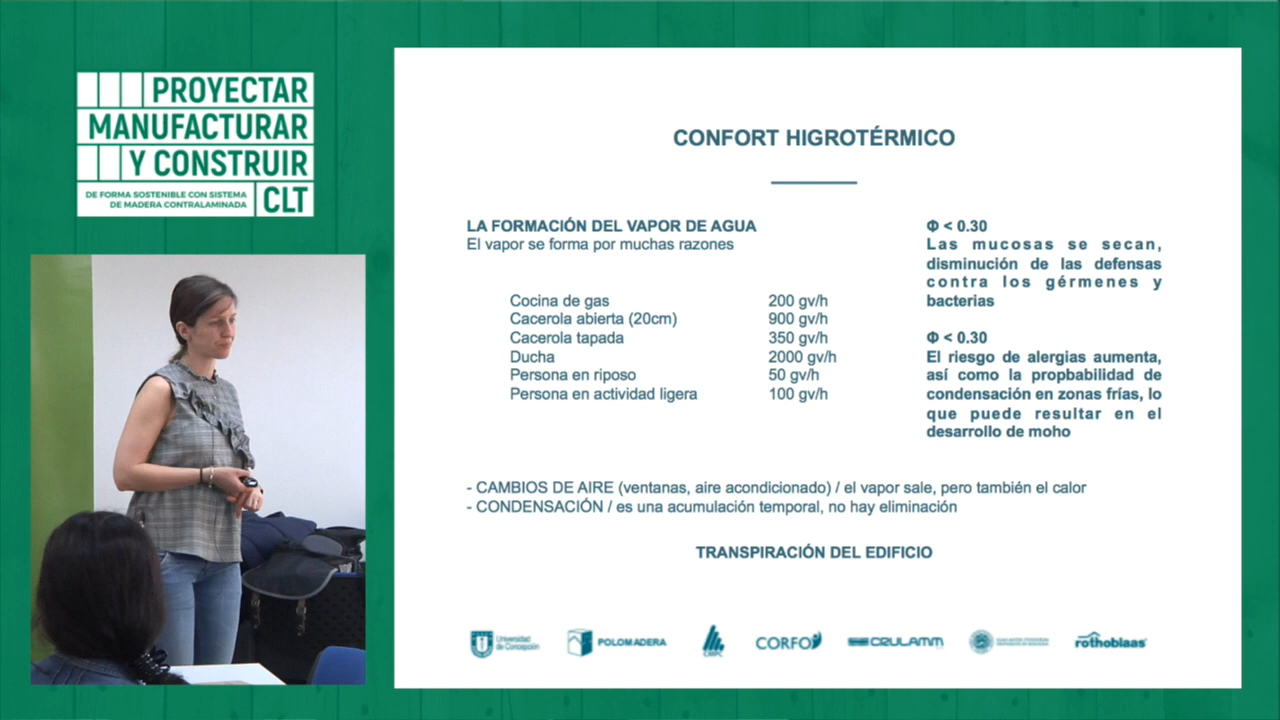 PROYECTAR
MANUFACTURAR
Y CONSTRUIR
DE FORMA SOSTENIBLE CON SISTEMA
DE MADERA CONTRALAMINADA
CLT
CONFORT HIGROTÉRMICO
LA FORMACIÓN DEL VAPOR DE AGUA
El vapor se forma por muchas razones
Cocina de gas 200 gv/h
Cacerola abierta (20cm) 900 gv/h
Cacerola tapada 350 gv/h
Ducha 2000 gv/h
Persona en riposo 50 gv/h
Persona en actividad ligera 100 gv/h
Φ < 0.30
Las mucosas se secan,
disminución de las defensas
contra los gérmenes y
bacterias
Φ < 0.30
El riesgo de alergias aumenta,
así como la propbabilidad de
condensación en zonas frías, lo
que puede resultar en el
desarrollo de moho
- CAMBIOS DE AIRE (ventanas, aire acondicionado) / el vapor sale, pero también el calor
- CONDENSACIÓN / es una acumulación temporal, no hay eliminación
TRANSPIRACIÓN DEL EDIFICIO
Universidad
de Concepción
POLOMADERA
CORFO
CRULAMM
rothoblaas